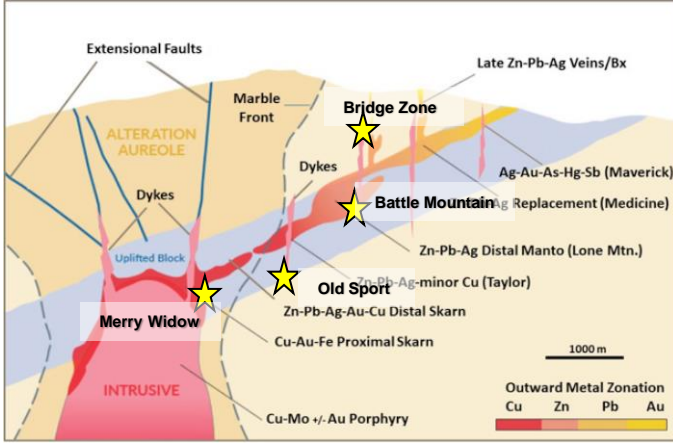 Extensional Faults
Late Zn-Pb-Ag Veins/Bx
Marble
Front
Bridge Zone
ALTERATION
AUREOLE
Dykes
Ag-Au-As-Hg-Sb (Maverick)
Dykes
Battle Mountain
Ag Replacement (Medicine)
Zn-Pb-Ag Distal Manto (Lone Mtn.)
Uplifted Block
Old Sport
Zn-Pb-Ag-minor Cu (Taylor)
Zn-Pb-Ag-Au-Cu Distal Skarn
Merry Widow
Cu-Au-Fe Proximal Skarn
1000 m
INTRUSIVE
Outward Metal Zonation
Cu Zn Pb Au
Cu-Mo +/- Au Porphyry